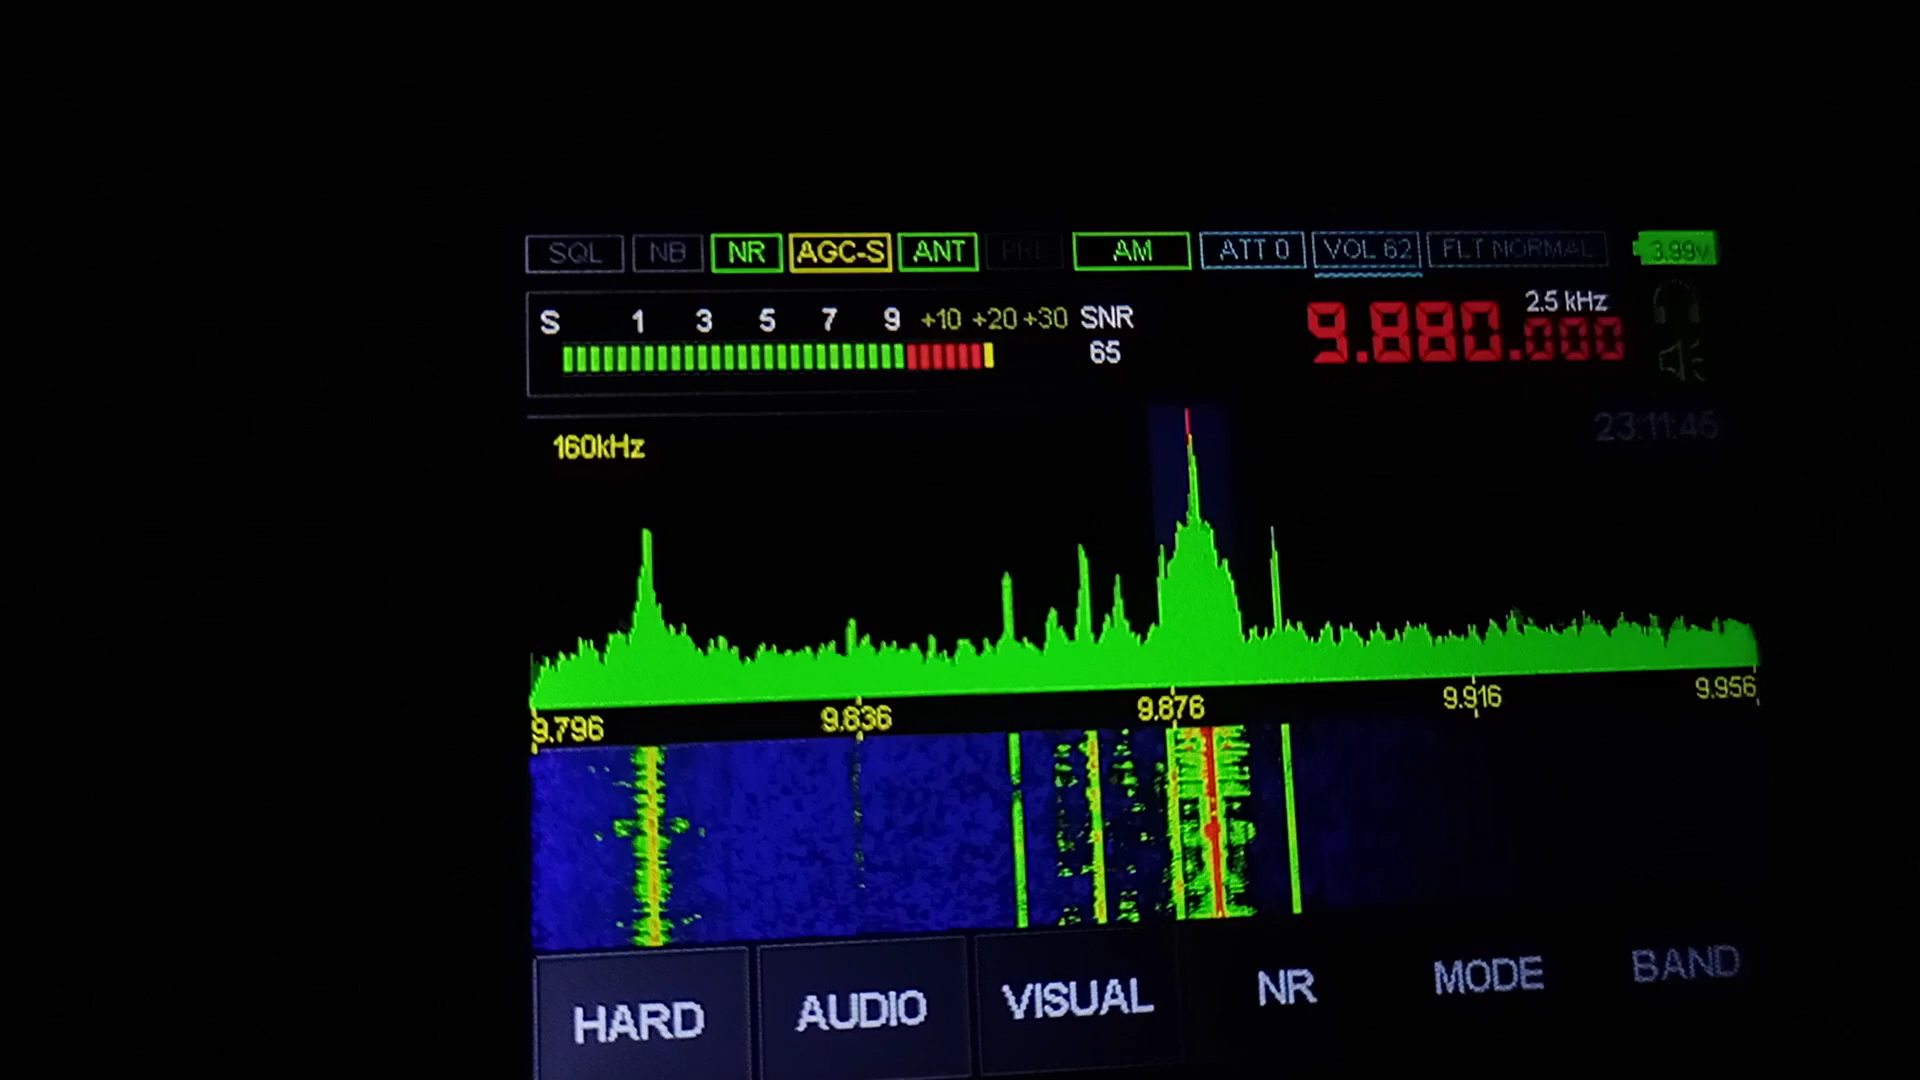 SQL NB NR AGC-S ANT PRE AM ATT 0 VOL 62 FLT NORMAL 3.99v
S 1 3 5 7 9 +10 +20 +30 SNR
65
2.5 kHz
9.880.000
23:11:45
160kHz
9.796 9.836 9.876 9.916 9.956
HARD AUDIO VISUAL NR MODE BAND